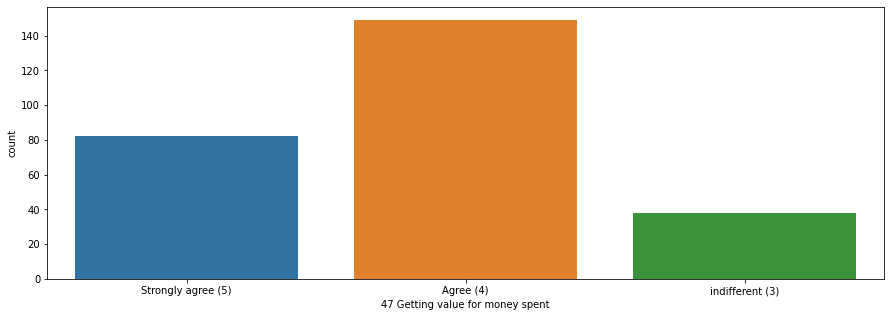 140
120
100
80
60
40
20
0
count
Strongly agree (5) Agree (4) indifferent (3)
47 Getting value for money spent